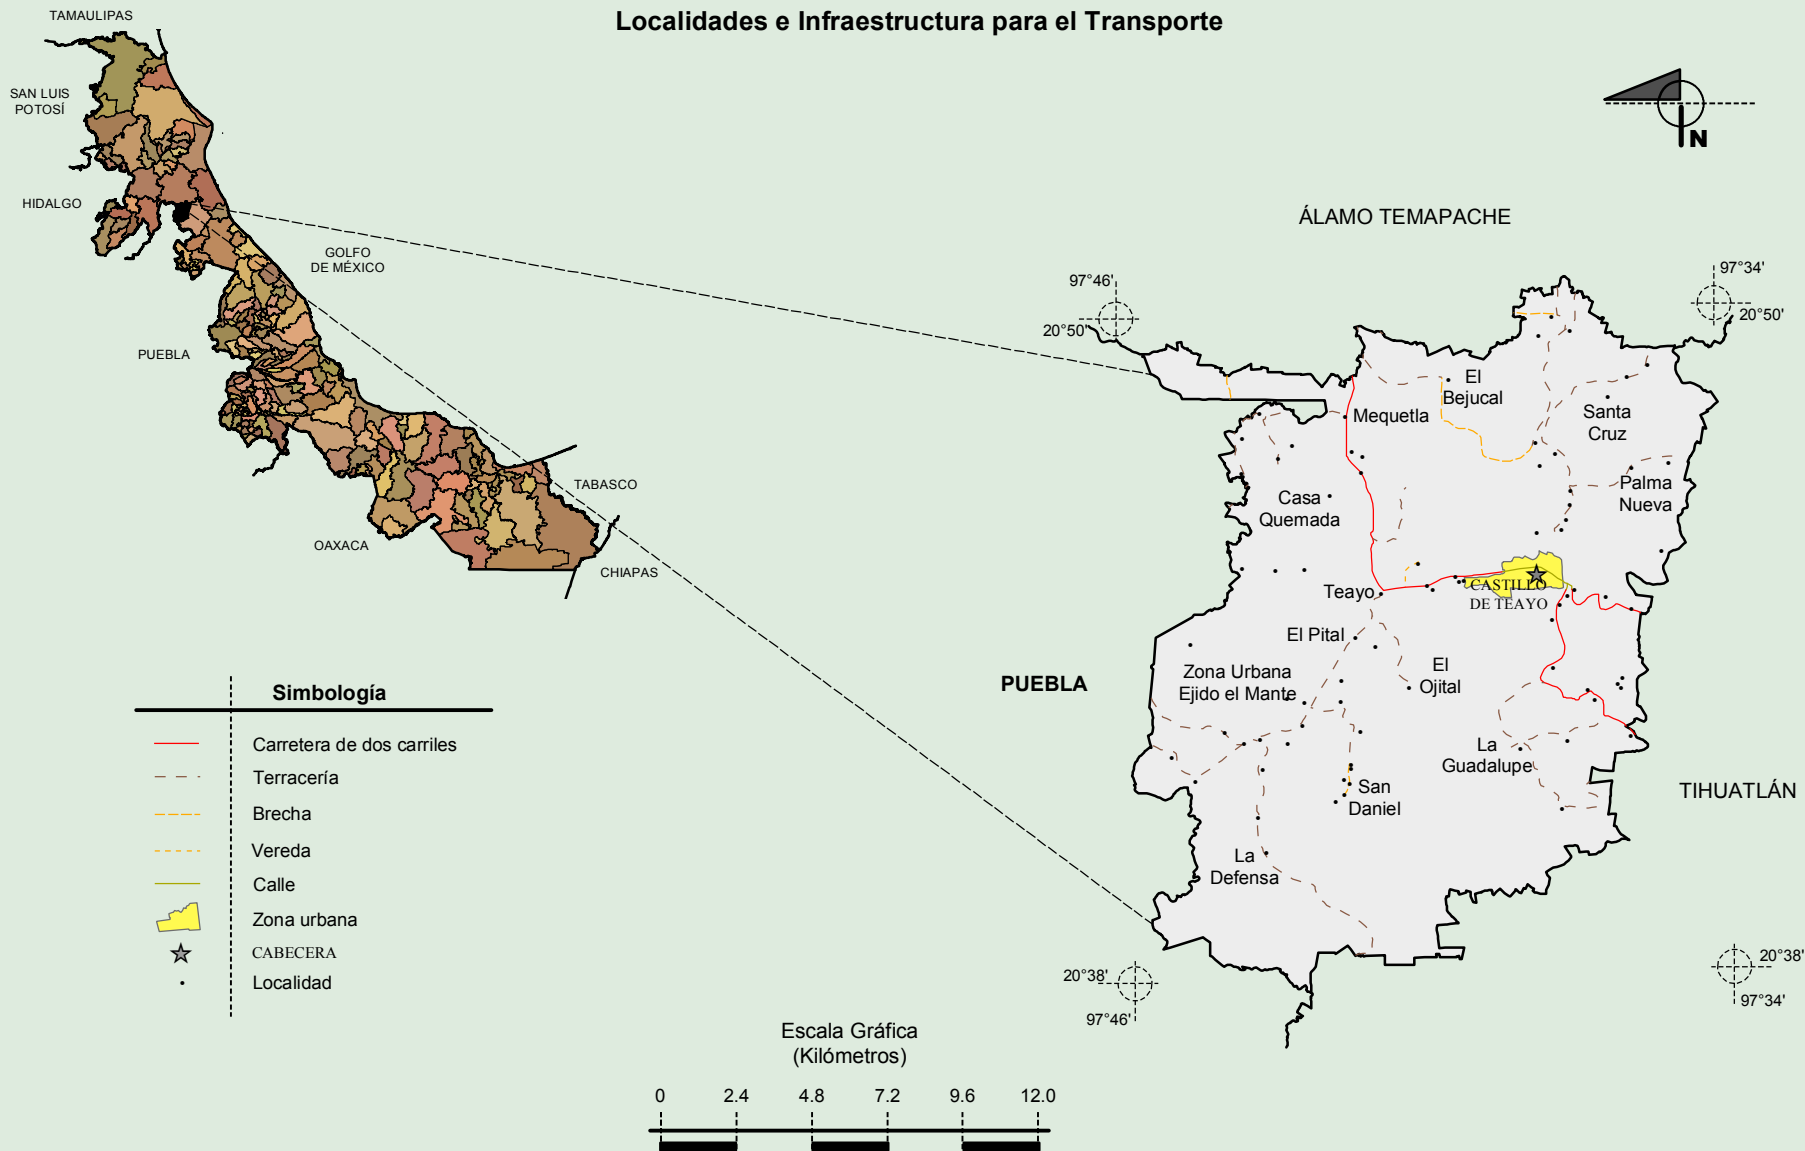 Localidades e Infraestructura para el Transporte
TAMAULIPAS
SAN LUIS
POTOSÍ
HIDALGO
GOLFO
DE MÉXICO
PUEBLA
TABASCO
OAXACA
CHIAPAS
N
ÁLAMO TEMAPACHE
97°46'
20°50'
97°34'
20°50'
El
Bejucal
Mequetla
Santa
Cruz
Casa
Quemada
Palma
Nueva
Teayo
CASTILLO
DE TEAYO
El Pital
El
Ojital
Zona Urbana
Ejido el Mante
PUEBLA
La
Guadalupe
San
Daniel
TIHUATLÁN
La
Defensa
20°38'
97°46'
20°38'
97°34'
Simbología
Carretera de dos carriles
Terracería
Brecha
Vereda
Calle
Zona urbana
CABECERA
Localidad
Escala Gráfica
(Kilómetros)
0 2.4 4.8 7.2 9.6 12.0